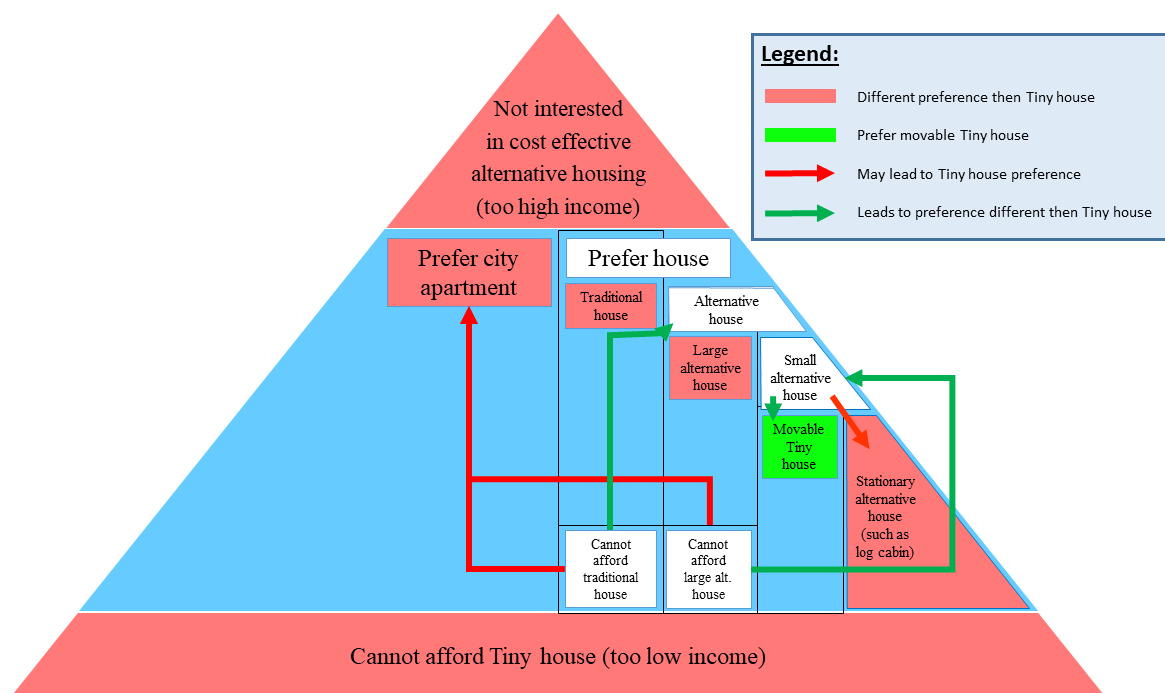 Legend:
Different preference then Tiny house
Prefer movable Tiny house
May lead to Tiny house preference
Leads to preference different then Tiny house
Not interested
in cost effective
alternative housing
(too high income)
Prefer city
apartment
Prefer house
Traditional
house
Alternative
house
Large
alternative
house
Small
alternative
house
Movable
Tiny
house
Stationary
alternative
house
(such as
log cabin)
Cannot
afford
traditional
house
Cannot
afford
large alt.
house
Cannot afford Tiny house (too low income)